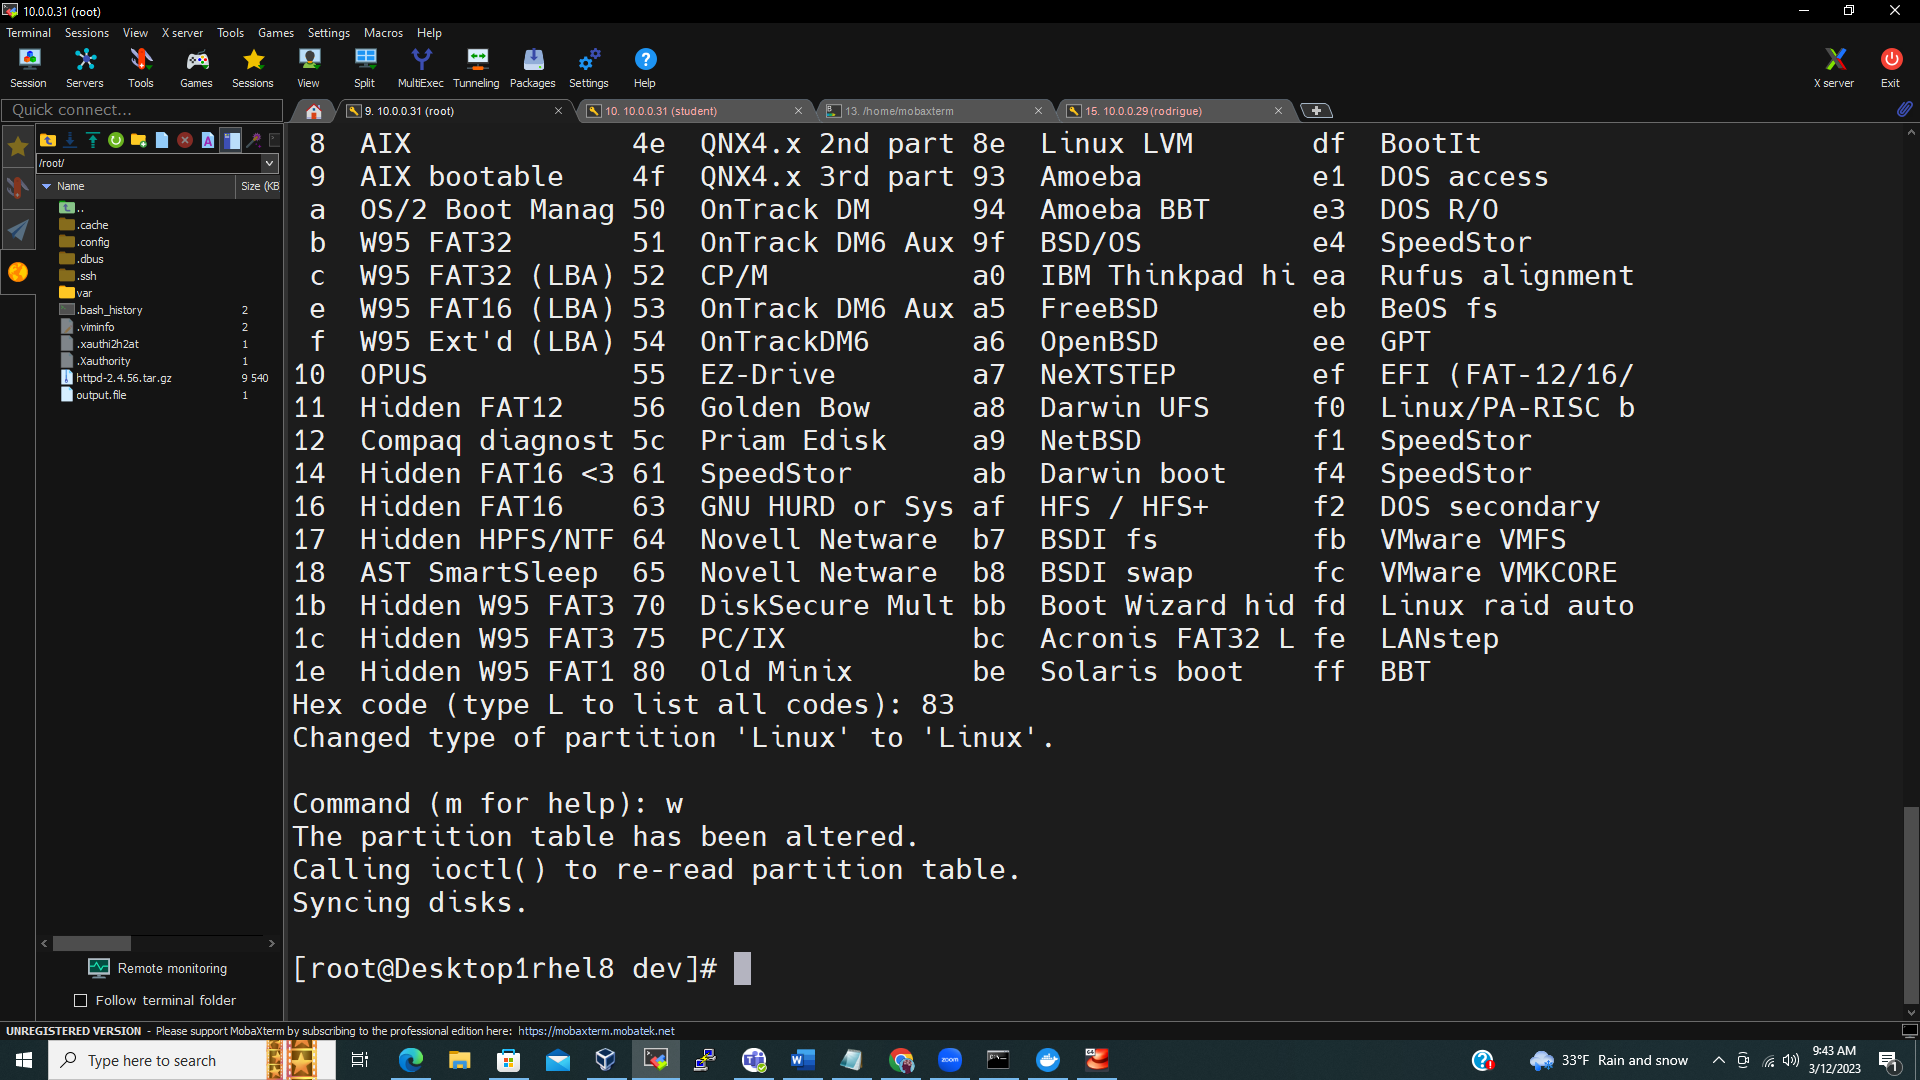 10.0.0.31 (root)
Terminal Sessions View X server Tools Games Settings Macros Help
Session Servers Tools Games Sessions View Split MultiExec Tunneling Packages Settings Help X server Exit
Quick connect...
9. 10.0.0.31 (root)
10. 10.0.0.31 (student)
13. /home/mobaxterm
15. 10.0.0.29 (rodrigue)
/root/
Name Size (KB
..
.cache
.config
.dbus
.ssh
var
.bash_history 2
.viminfo 2
.xauthi2h2at 1
.Xauthority 1
httpd-2.4.56.tar.gz 9 540
output.file 1
Remote monitoring
Follow terminal folder
8 AIX 4e QNX4.x 2nd part 8e Linux LVM df BootIt
9 AIX bootable 4f QNX4.x 3rd part 93 Amoeba e1 DOS access
a OS/2 Boot Manag 50 OnTrack DM 94 Amoeba BBT e3 DOS R/O
b W95 FAT32 51 OnTrack DM6 Aux 9f BSD/OS e4 SpeedStor
c W95 FAT32 (LBA) 52 CP/M a0 IBM Thinkpad hi ea Rufus alignment
e W95 FAT16 (LBA) 53 OnTrack DM6 Aux a5 FreeBSD eb BeOS fs
f W95 Ext'd (LBA) 54 OnTrackDM6 a6 OpenBSD ee GPT
10 OPUS 55 EZ-Drive a7 NeXTSTEP ef EFI (FAT-12/16/
11 Hidden FAT12 56 Golden Bow a8 Darwin UFS f0 Linux/PA-RISC b
12 Compaq diagnost 5c Priam Edisk a9 NetBSD f1 SpeedStor
14 Hidden FAT16 <3 61 SpeedStor ab Darwin boot f4 SpeedStor
16 Hidden FAT16 63 GNU HURD or Sys af HFS / HFS+ f2 DOS secondary
17 Hidden HPFS/NTF 64 Novell Netware b7 BSDI fs fb VMware VMFS
18 AST SmartSleep 65 Novell Netware b8 BSDI swap fc VMware VMKCORE
1b Hidden W95 FAT3 70 DiskSecure Mult bb Boot Wizard hid fd Linux raid auto
1c Hidden W95 FAT3 75 PC/IX bc Acronis FAT32 L fe LANstep
1e Hidden W95 FAT1 80 Old Minix be Solaris boot ff BBT
Hex code (type L to list all codes): 83
Changed type of partition 'Linux' to 'Linux'.
Command (m for help): w
The partition table has been altered.
Calling ioctl() to re-read partition table.
Syncing disks.
[root@Desktop1rhel8 dev]#
UNREGISTERED VERSION - Please support MobaXterm by subscribing to the professional edition here: https://mobaxterm.mobatek.net
Type here to search
zoom
33°F Rain and snow
9:43 AM
3/12/2023
1